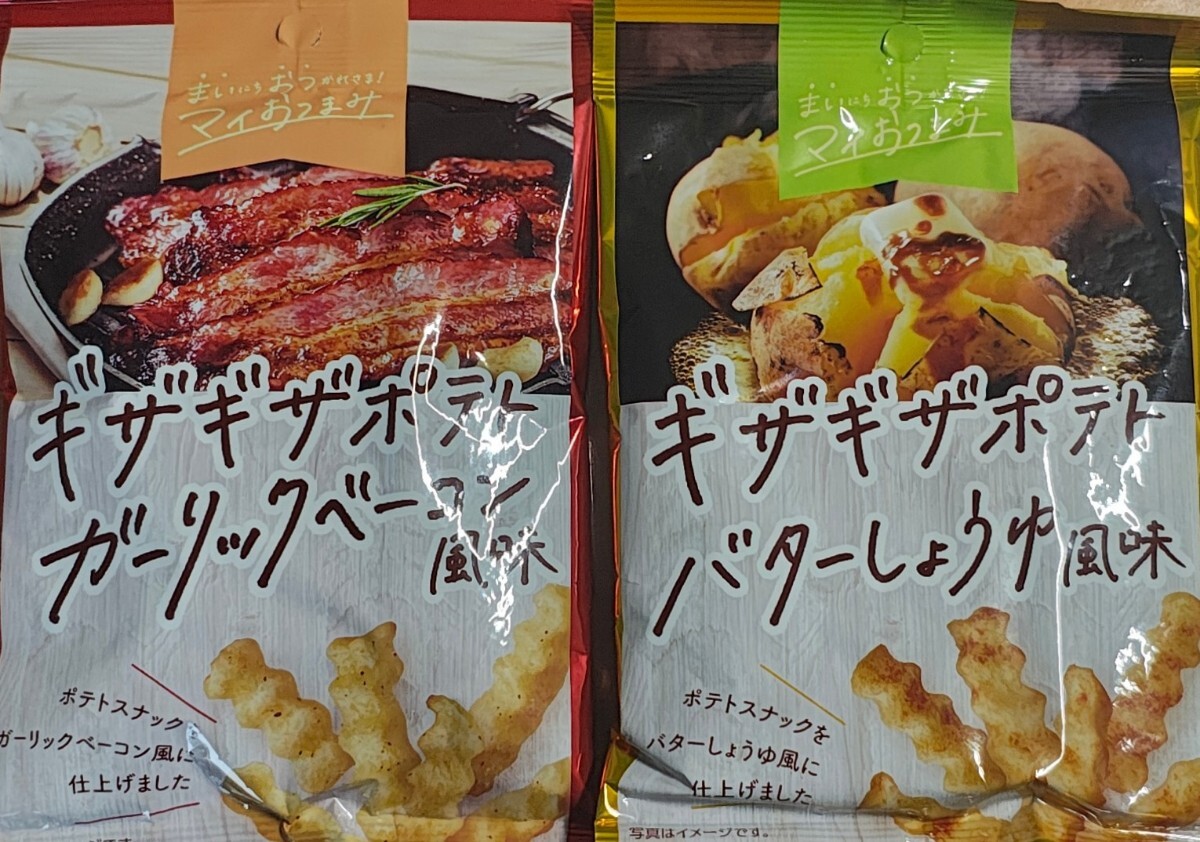 まいにちおつかれさま!
マイおつまみ
ギザギザポテト
ガーリックベーコン
風味
ポテトスナック
ガーリックベーコン風に
仕上げました
まいにちおつ
マイおつまみ
ギザギザポテト
バターしょうゆ風味
ポテトスナックを
バターしょうゆ風に
仕上げました
写真はイメージです。